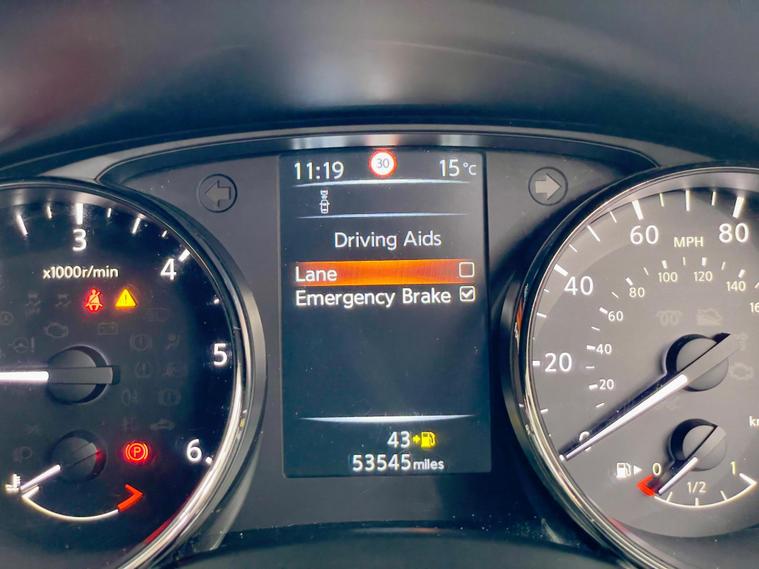 11:19 30 15°C
Driving Aids
Lane
Emergency Brake
43
53545 miles
3
x1000r/min
4
5
6
P
60 MPH 80
40
20
0
20
40
60
80
100
120
140
0 1/2 1